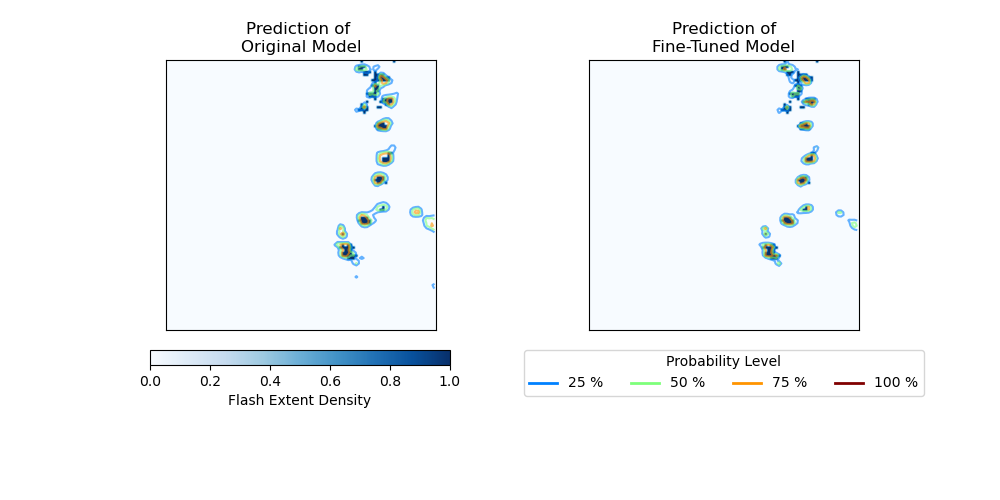 Prediction of
Original Model
Prediction of
Fine-Tuned Model
0.0 0.2 0.4 0.6 0.8 1.0
Flash Extent Density
Probability Level
25 % 50 % 75 % 100 %